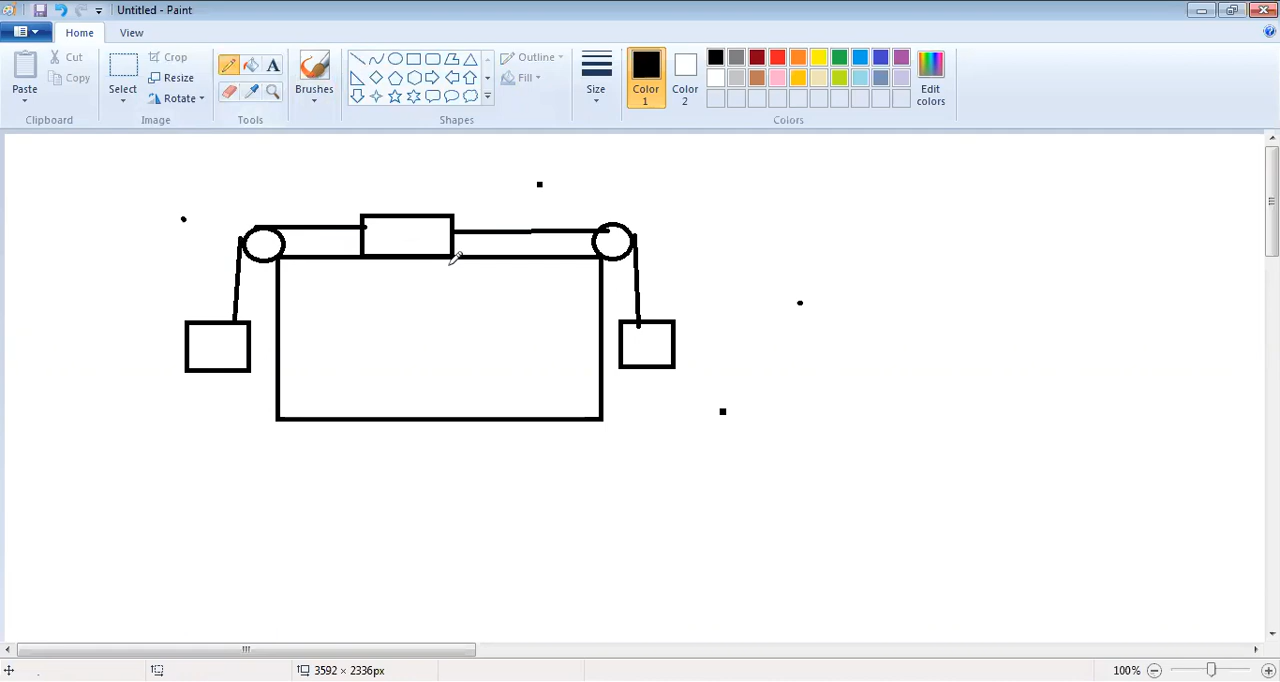 Untitled - Paint
Home
View
Cut
Copy
Paste
Clipboard
Select
Crop
Resize
Rotate
Image
A
Tools
Brushes
Outline
Fill
Shapes
Size
Color 1
Color 2
Edit colors
Colors
3592 × 2336px
100%